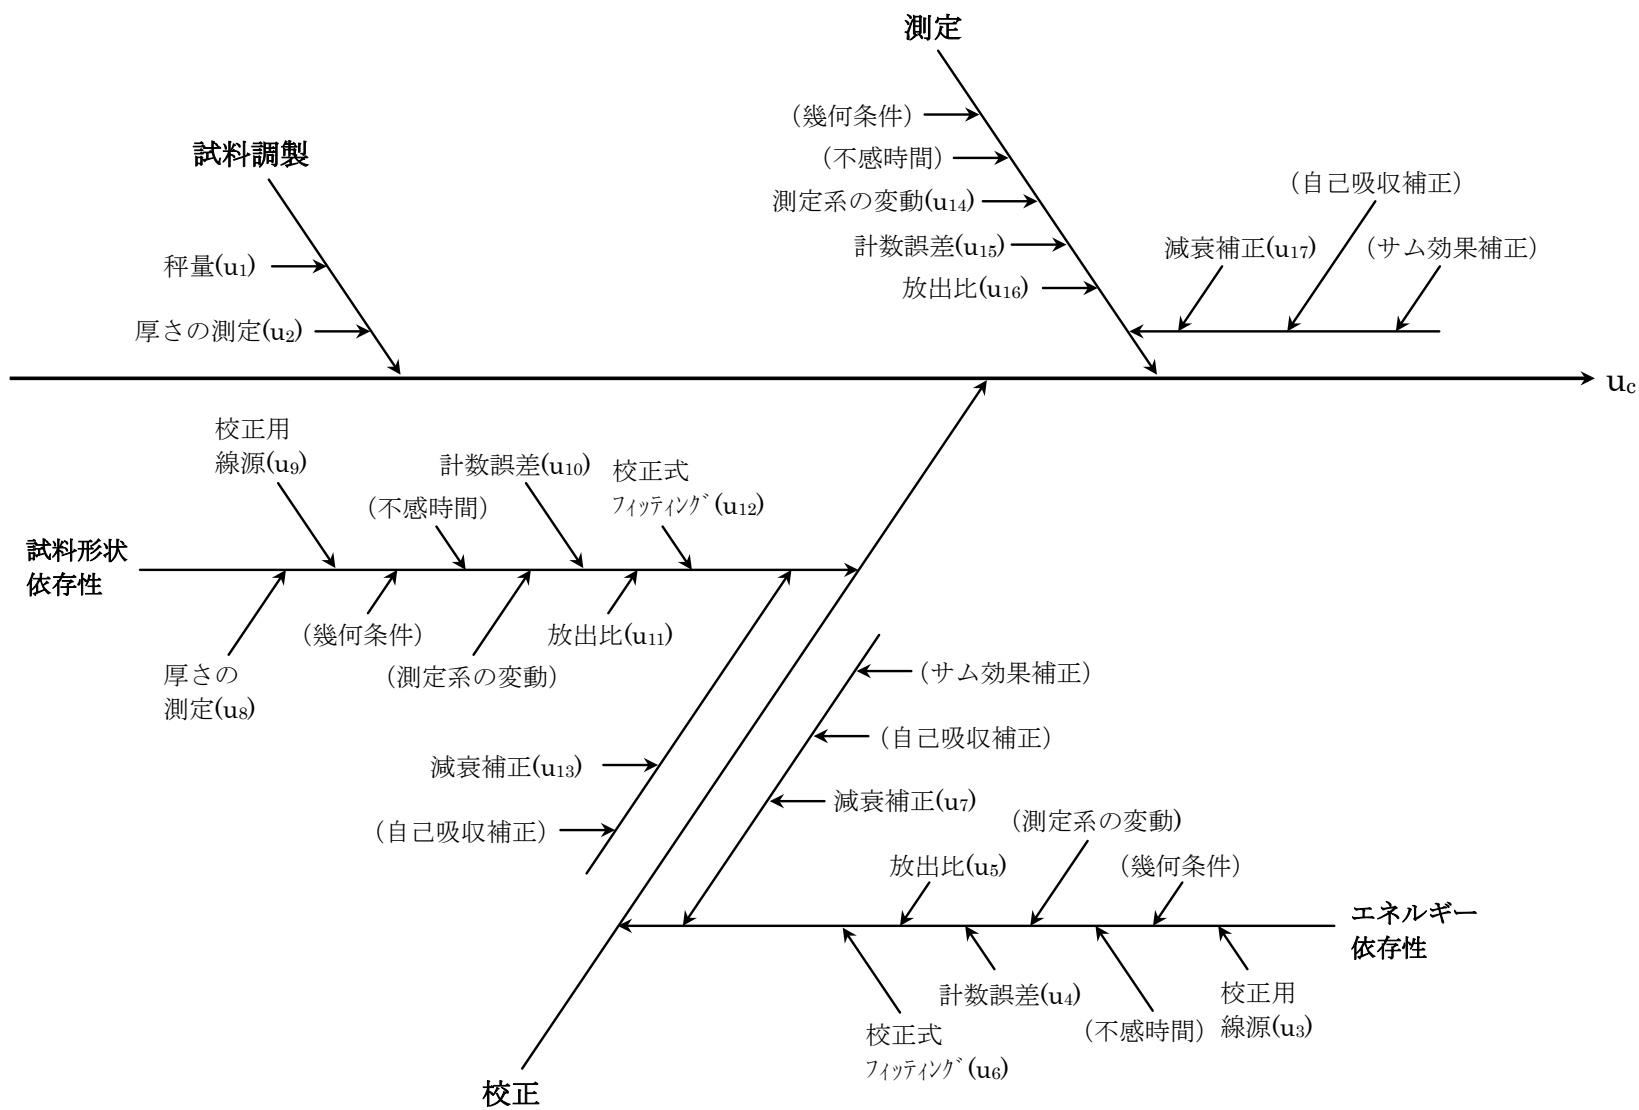 測定
(幾何条件)
(不感時間)
測定系の変動(u14)
計数誤差(u15)
放出比(u16)
(自己吸収補正)
減衰補正(u17)
(サム効果補正)
試料調製
秤量(u1)
厚さの測定(u2)
uc
校正用
線源(u9)
(不感時間)
計数誤差(u10)
校正式
フィッティング(u12)
試料形状
依存性
厚さの
測定(u8)
(幾何条件)
(測定系の変動)
放出比(u11)
減衰補正(u13)
(自己吸収補正)
(サム効果補正)
(自己吸収補正)
減衰補正(u7)
(測定系の変動)
放出比(u5)
(幾何条件)
エネルギー
依存性
計数誤差(u4)
校正式
フィッティング(u6)
(不感時間)
校正用
線源(u3)
校正